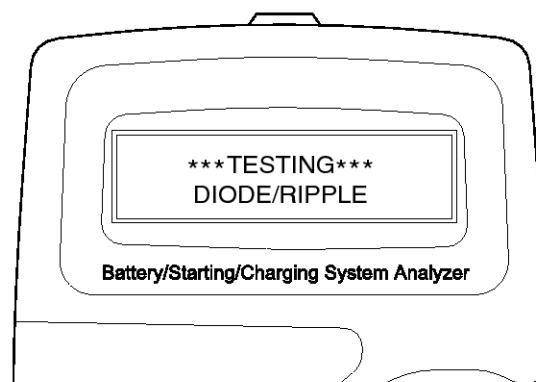 ***TESTING***
DIODE/RIPPLE
Battery/Starting/Charging System Analyzer